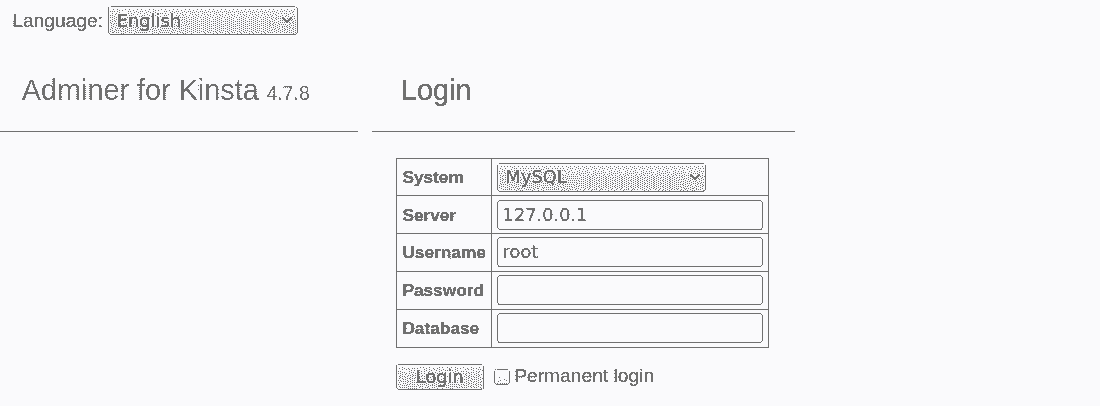 Language: English
Adminer for Kinsta 4.7.8
Login
System MySQL
Server 127.0.0.1
Username root
Password
Database
Login Permanent login